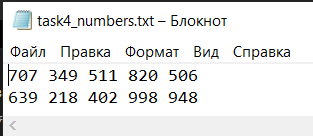 task4_numbers.txt – Блокнот
Файл Правка Формат Вид Справка
707 349 511 820 506
639 218 402 998 948